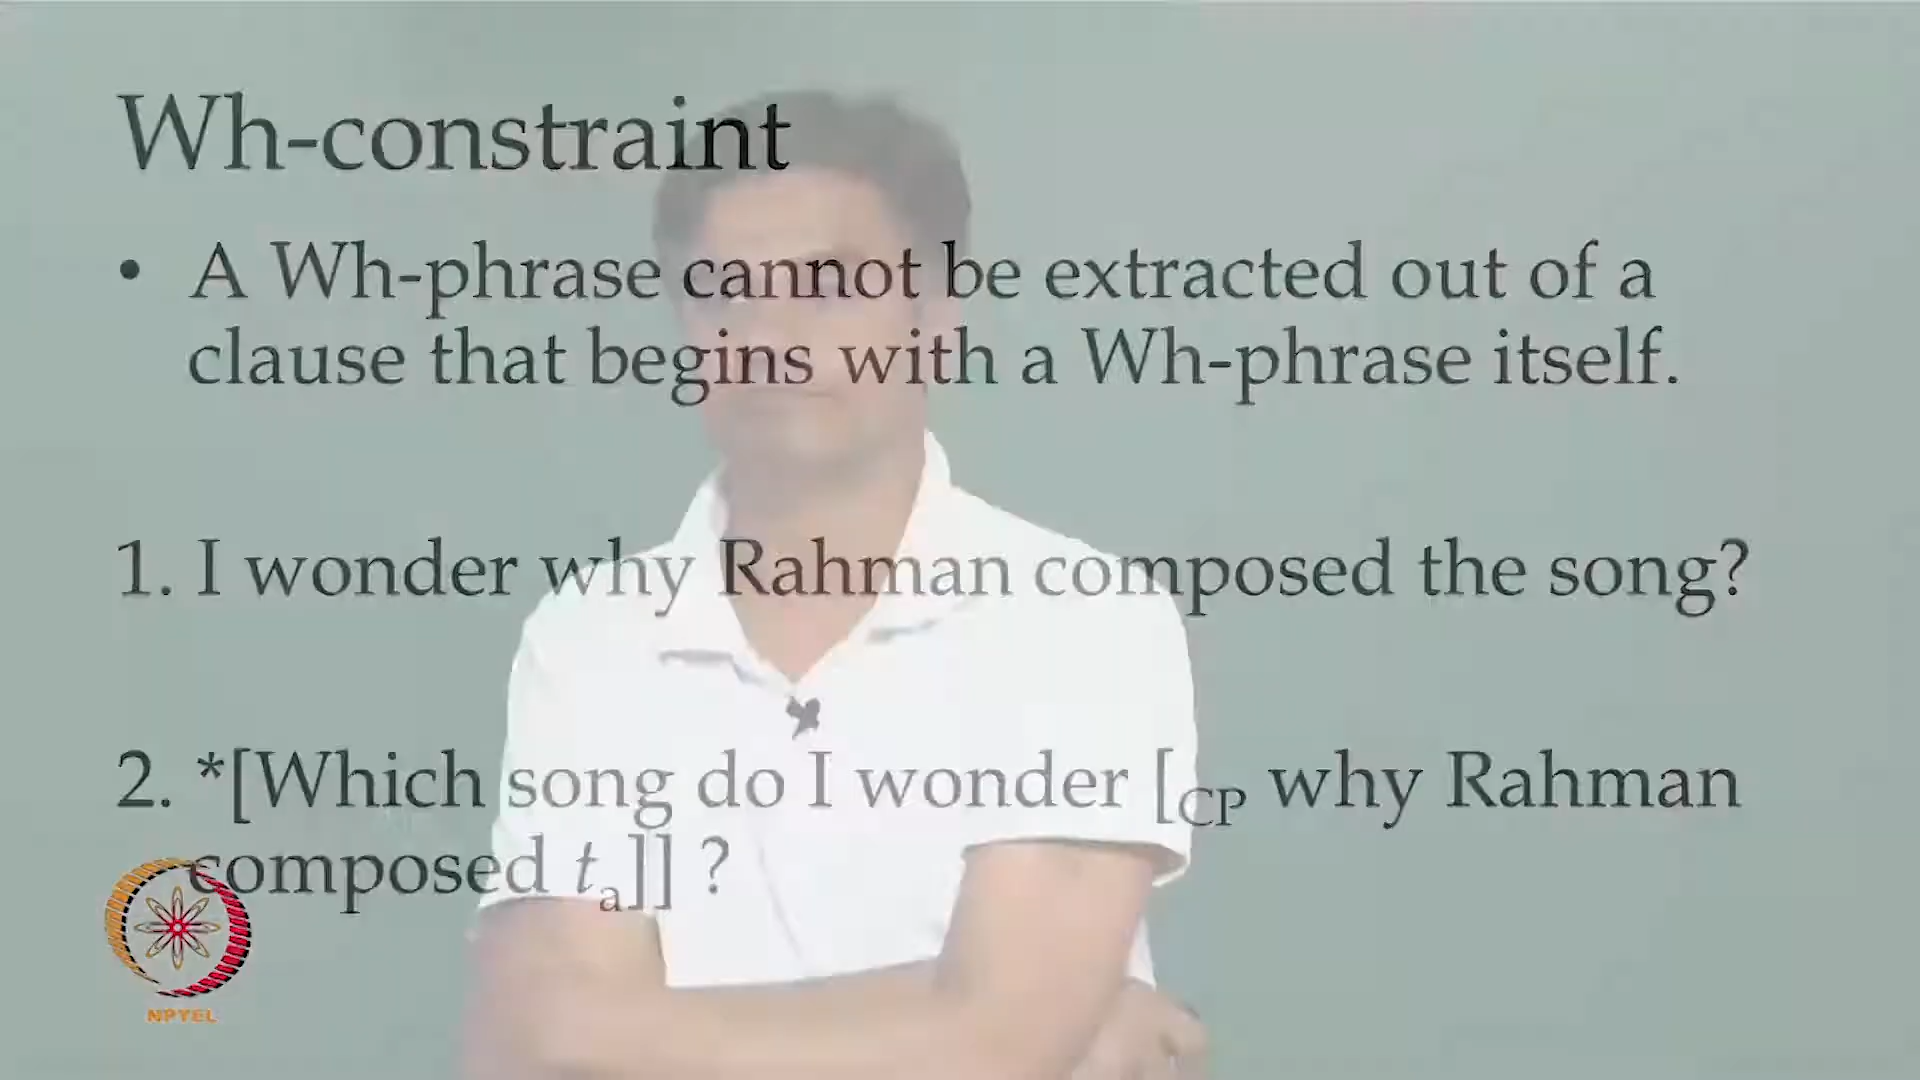 Wh-constraint
• A Wh-phrase cannot be extracted out of a
clause that begins with a Wh-phrase itself.
1. I wonder why Rahman composed the song?
2. *[Which song do I wonder [CP why Rahman
composed ta]] ?
NPTEL